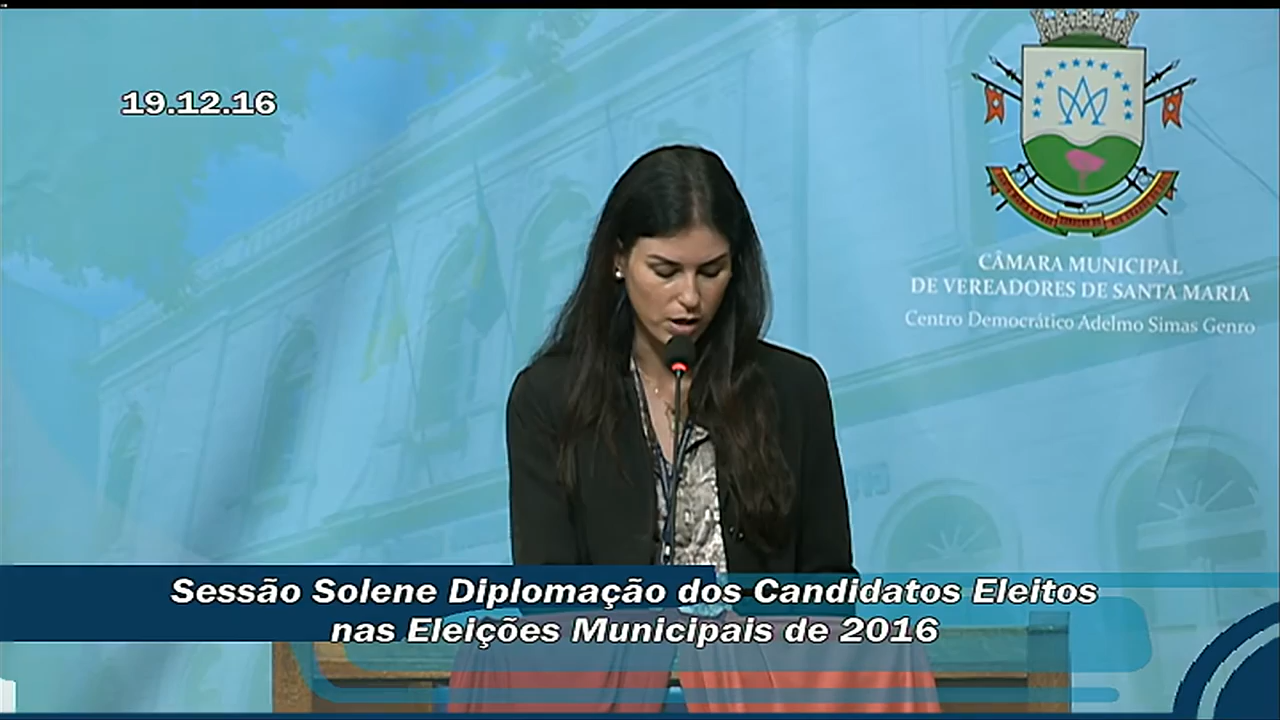 19.12.16
CÂMARA MUNICIPAL
DE VEREADORES DE SANTA MARIA
Centro Democrático Adelmo Simas Genro
Sessão Solene Diplomação dos Candidatos Eleitos
nas Eleições Municipais de 2016